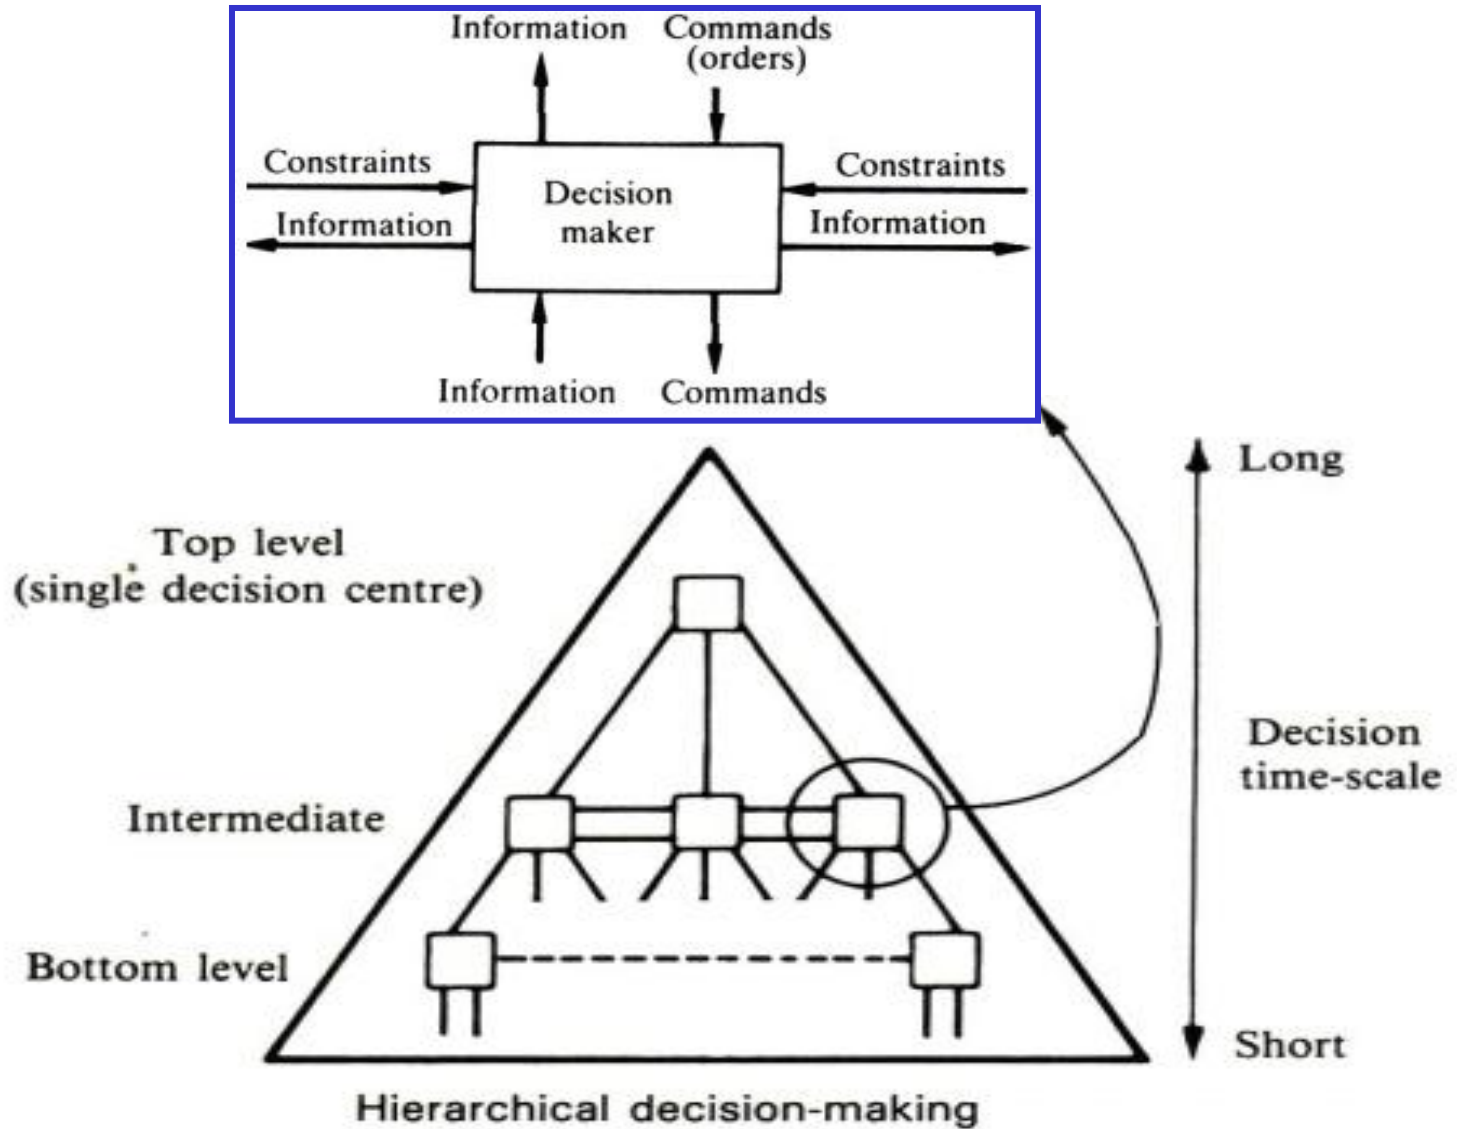 Information
Commands
(orders)
Constraints
Constraints
Decision
maker
Information
Information
Information
Commands
Long
Top level
(single decision centre)
Decision
time-scale
Intermediate
Bottom level
Short
Hierarchical decision-making